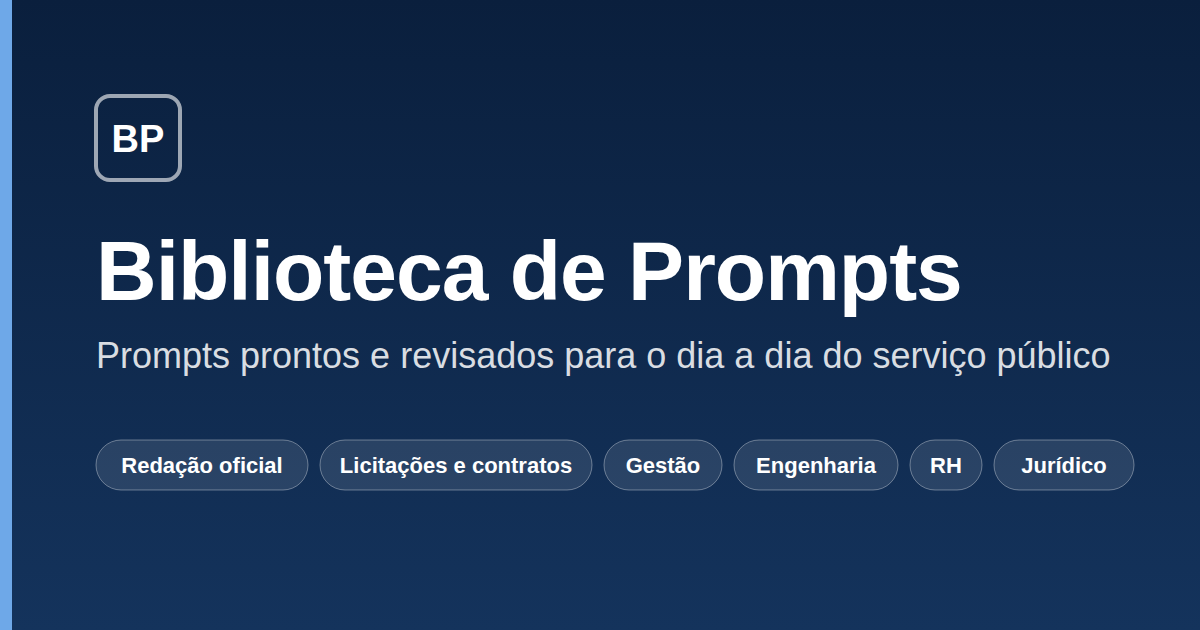 BP
Biblioteca de Prompts
Prompts prontos e revisados para o dia a dia do serviço público
Redação oficial Licitações e contratos Gestão Engenharia RH Jurídico